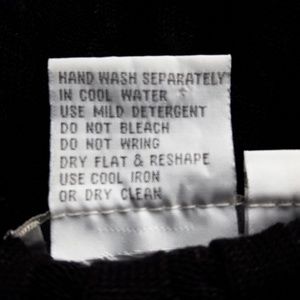 HAND WASH SEPARATELY
IN COOL WATER
USE MILD DETERGENT
DO NOT BLEACH
DO NOT WRING
DRY FLAT & RESHAPE
USE COOL IRON
OR DRY CLEAN